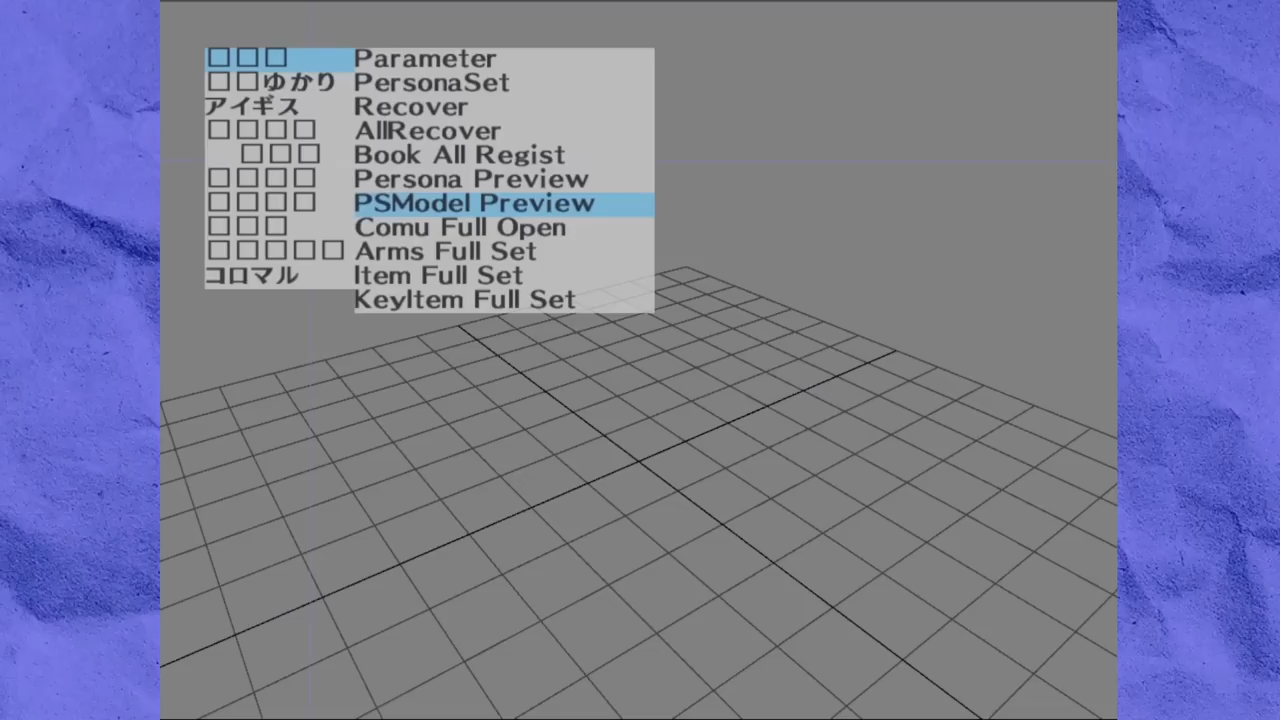 □□□ Parameter
□□ゆかり PersonaSet
アイギス Recover
□□□□ AllRecover
□□□ Book All Regist
□□□□ Persona Preview
□□□□ PSModel Preview
□□□ Comu Full Open
□□□□□ Arms Full Set
コロマル Item Full Set
KeyItem Full Set